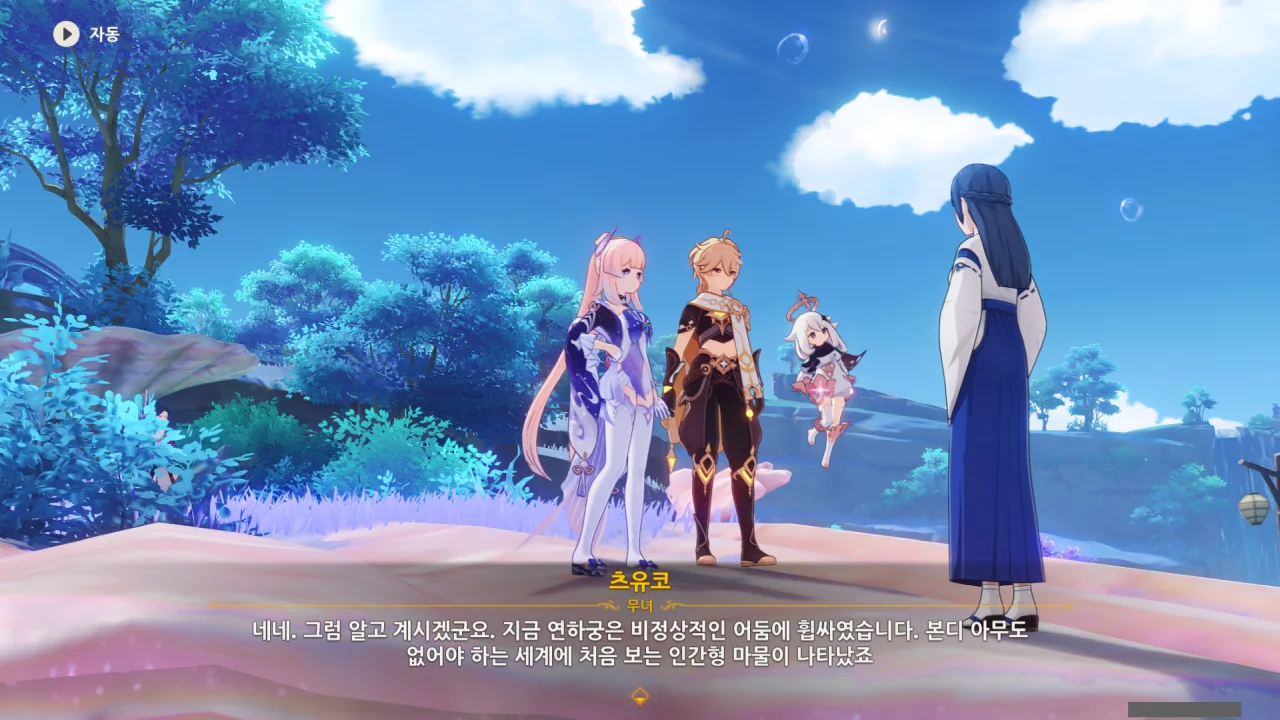 자동
츠유코
무녀
네네. 그럼 알고 계시겠군요. 지금 연하궁은 비정상적인 어둠에 휩싸였습니다. 본디 아무도
없어야 하는 세계에 처음 보는 인간형 마물이 나타났죠